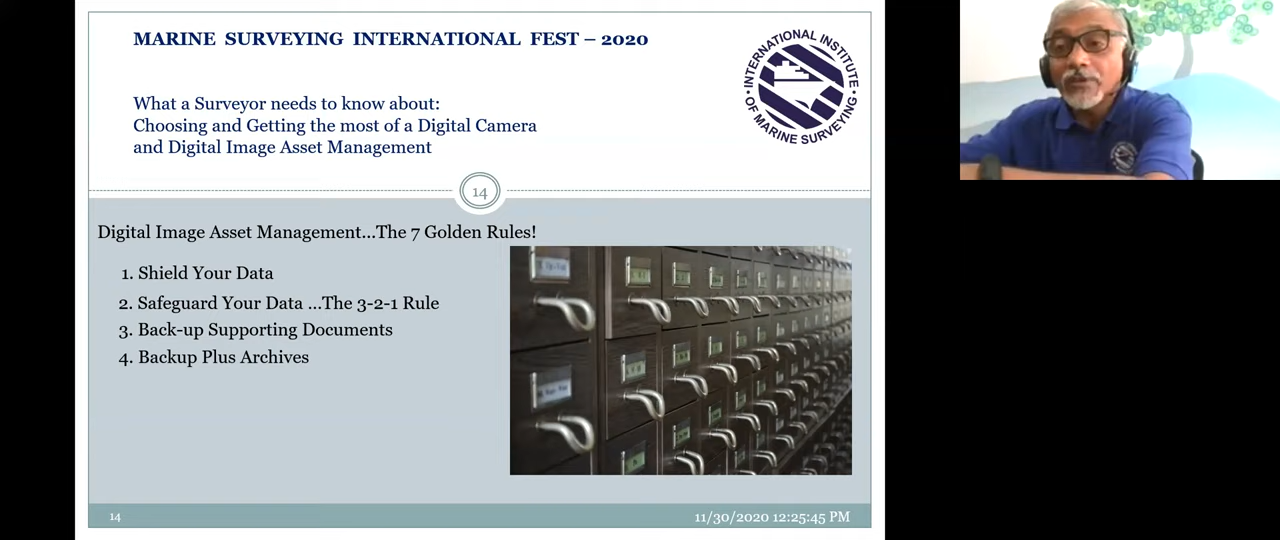 MARINE SURVEYING INTERNATIONAL FEST – 2020
INTERNATIONAL INSTITUTE
• OF MARINE SURVEYING •
What a Surveyor needs to know about:
Choosing and Getting the most of a Digital Camera
and Digital Image Asset Management
14
Digital Image Asset Management...The 7 Golden Rules!
1. Shield Your Data
2. Safeguard Your Data ...The 3-2-1 Rule
3. Back-up Supporting Documents
4. Backup Plus Archives
14
11/30/2020 12:25:45 PM